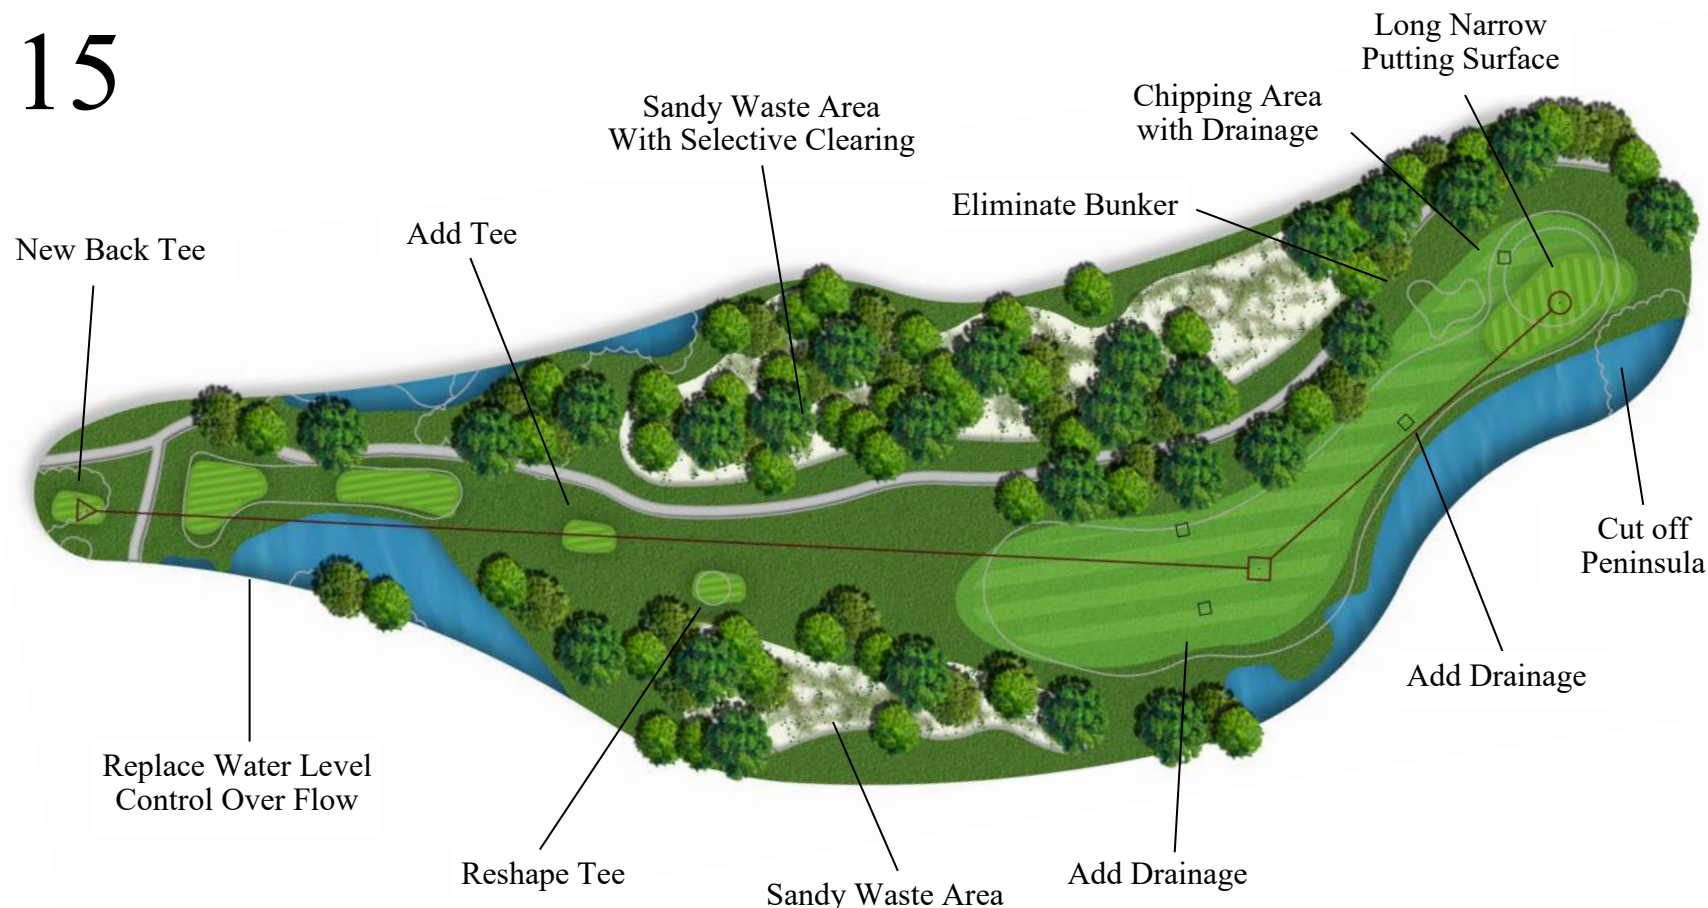 15
Long Narrow
Putting Surface
Chipping Area
with Drainage
Sandy Waste Area
With Selective Clearing
Eliminate Bunker
Add Tee
New Back Tee
Cut off
Peninsula
Add Drainage
Replace Water Level
Control Over Flow
Reshape Tee
Sandy Waste Area
Add Drainage